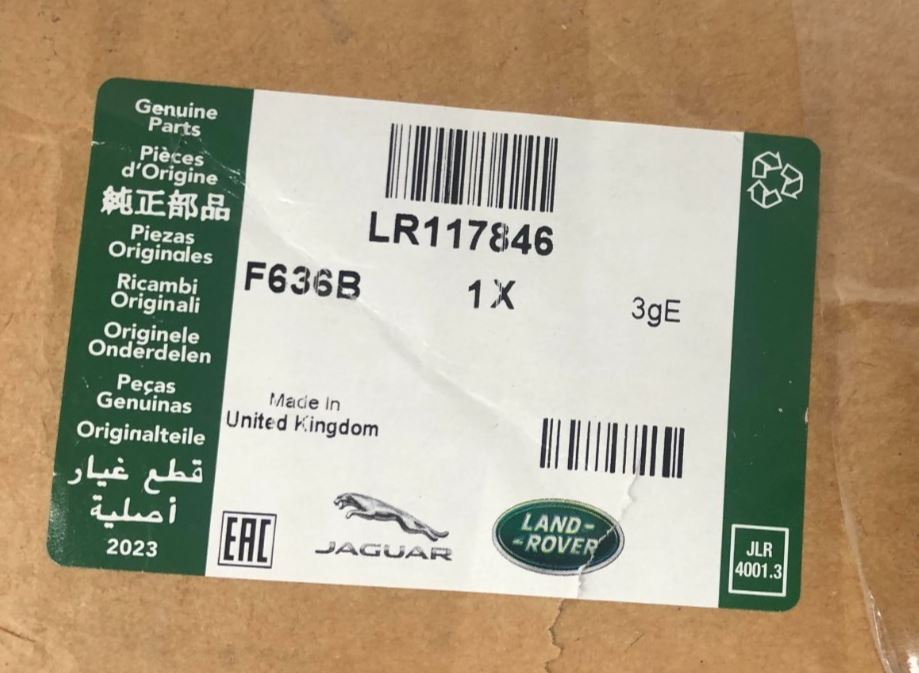 Genuine
Parts
Pièces
d'Origine
純正部品
Piezas
Originales
Ricambi
Originali
Originele
Onderdelen
Peças
Genuinas
Originalteile
قطع غيار
أصلية
2023
LR117846
F636B 1X 3gE
Made In
United Kingdom
EAC
JAGUAR
LAND-
-ROVER
JLR
4001.3